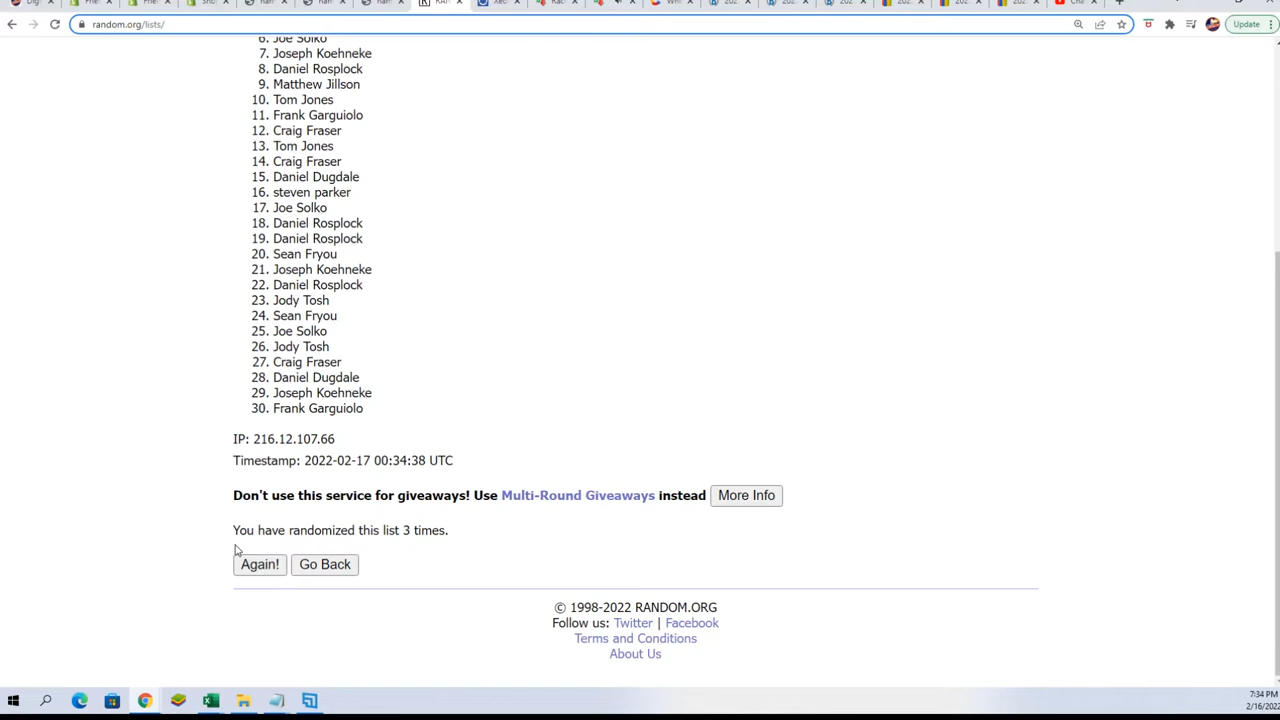 random.org/lists/
Update
6. Joe Solko
7. Joseph Koehneke
8. Daniel Rosplock
9. Matthew Jillson
10. Tom Jones
11. Frank Garguiolo
12. Craig Fraser
13. Tom Jones
14. Craig Fraser
15. Daniel Dugdale
16. steven parker
17. Joe Solko
18. Daniel Rosplock
19. Daniel Rosplock
20. Sean Fryou
21. Joseph Koehneke
22. Daniel Rosplock
23. Jody Tosh
24. Sean Fryou
25. Joe Solko
26. Jody Tosh
27. Craig Fraser
28. Daniel Dugdale
29. Joseph Koehneke
30. Frank Garguiolo
IP: 216.12.107.66
Timestamp: 2022-02-17 00:34:38 UTC
Don't use this service for giveaways! Use Multi-Round Giveaways instead More Info
You have randomized this list 3 times.
Again! Go Back
© 1998-2022 RANDOM.ORG
Follow us: Twitter | Facebook
Terms and Conditions
About Us
7:34 PM
2/16/2022